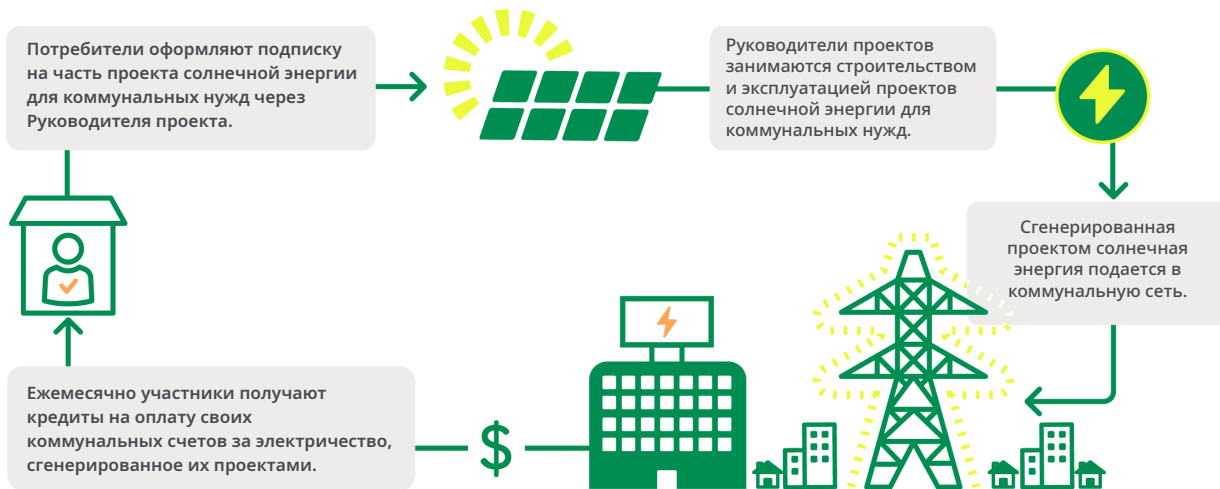 Потребители оформляют подписку
на часть проекта солнечной энергии
для коммунальных нужд через
Руководителя проекта.
Руководители проектов
занимаются строительством
и эксплуатацией проектов
солнечной энергии для
коммунальных нужд.
Сгенерированная
проектом солнечная
энергия подается в
коммунальную сеть.
Ежемесячно участники получают
кредиты на оплату своих
коммунальных счетов за электричество,
сгенерированное их проектами.
$